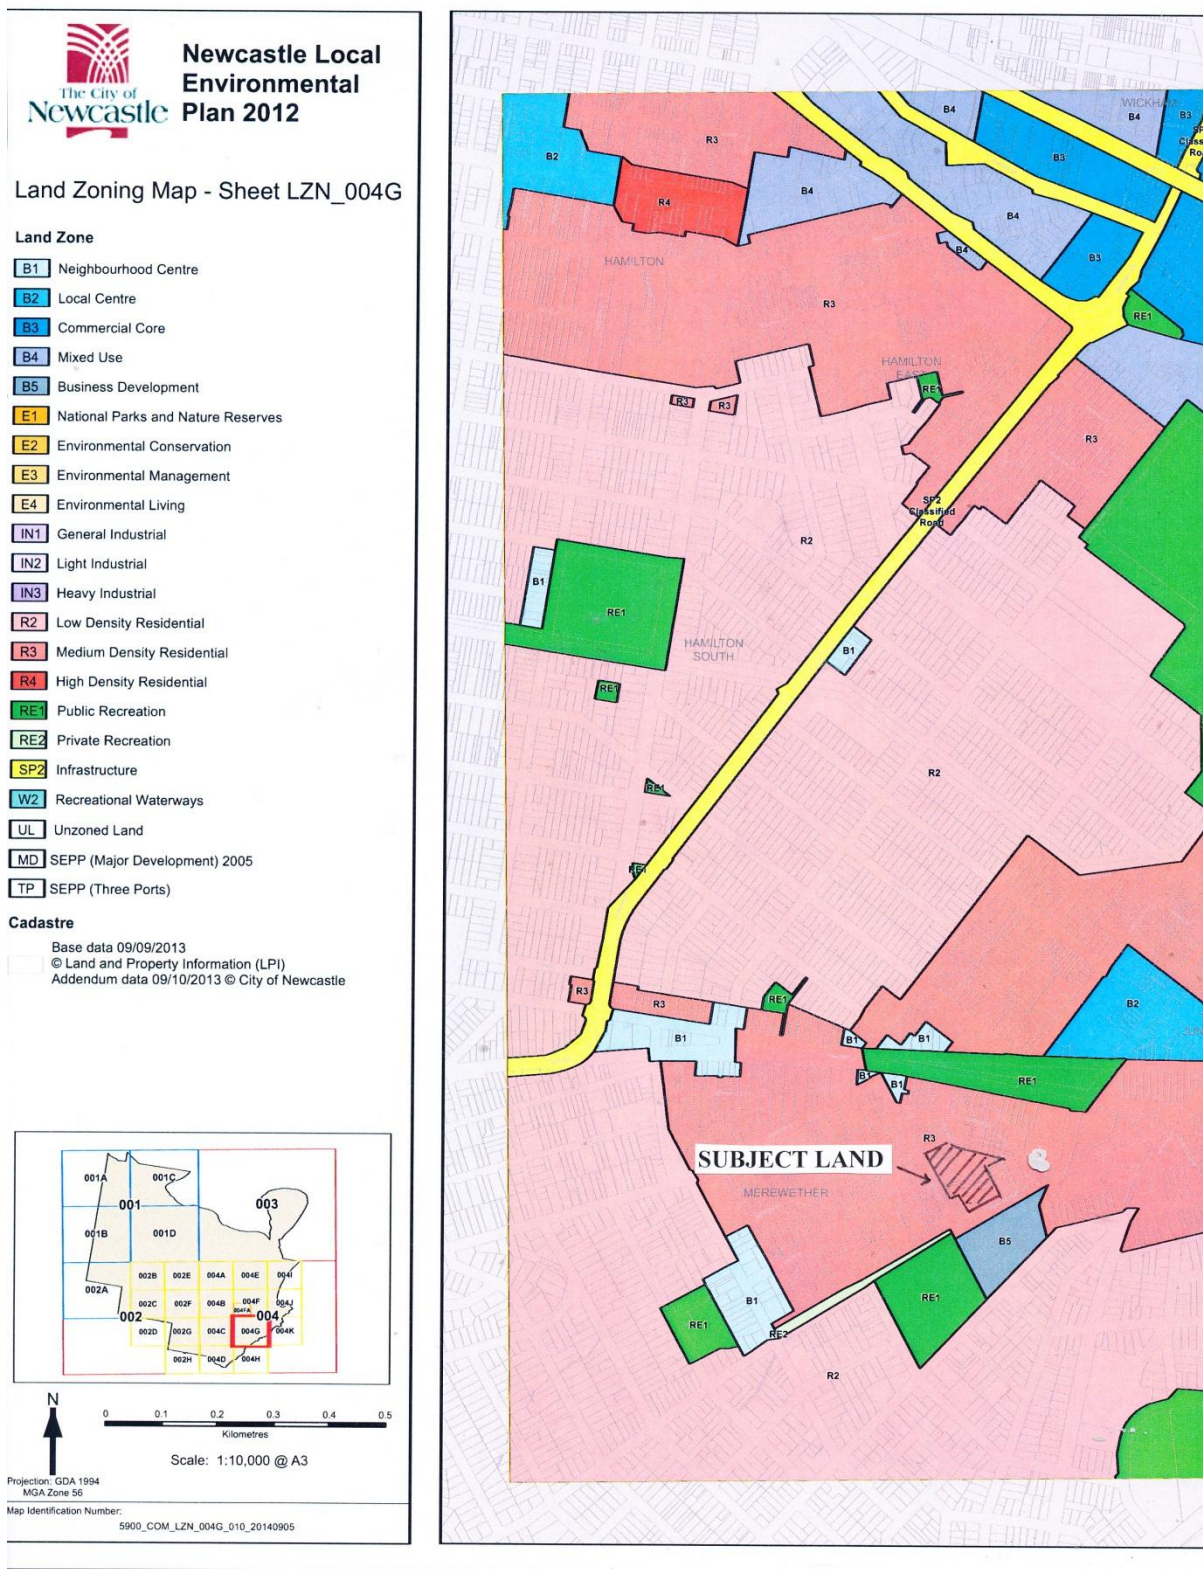 The City of
Newcastle
Newcastle Local
Environmental
Plan 2012
Land Zoning Map - Sheet LZN_004G
Land Zone
B1 Neighbourhood Centre
B2 Local Centre
B3 Commercial Core
B4 Mixed Use
B5 Business Development
E1 National Parks and Nature Reserves
E2 Environmental Conservation
E3 Environmental Management
E4 Environmental Living
IN1 General Industrial
IN2 Light Industrial
IN3 Heavy Industrial
R2 Low Density Residential
R3 Medium Density Residential
R4 High Density Residential
RE1 Public Recreation
RE2 Private Recreation
SP2 Infrastructure
W2 Recreational Waterways
UL Unzoned Land
MD SEPP (Major Development) 2005
TP SEPP (Three Ports)
Cadastre
Base data 09/09/2013
© Land and Property Information (LPI)
Addendum data 09/10/2013 © City of Newcastle
001A 001C
001 003
001B 001D
002A
002B 002E 004A 004E 004I
002C 002F 004B 004F 004J
004FA
002 004
002D 002G 004C 004G 004K
002H 004D 004H
N
0 0.1 0.2 0.3 0.4 0.5
Kilometres
Scale: 1:10,000 @ A3
Projection: GDA 1994
MGA Zone 56
Map Identification Number:
5900_COM_LZN_004G_010_20140905
WICKHAM
B4
B4
B3
R3
B2
B3
B4
R4
B4
B4
HAMILTON
B3
R3
RE1
HAMILTON
EAST
RE1
R3
R3
R3
SP2
Classified
Road
R2
B1
RE1
HAMILTON
SOUTH
B1
RE1
R2
RE1
RE1
R3
R3
RE1
B2
B1
B1
B1
RE1
B1
B1
R3
SUBJECT LAND
MEREWETHER
B5
RE1
B1
RE1
RE2
R2